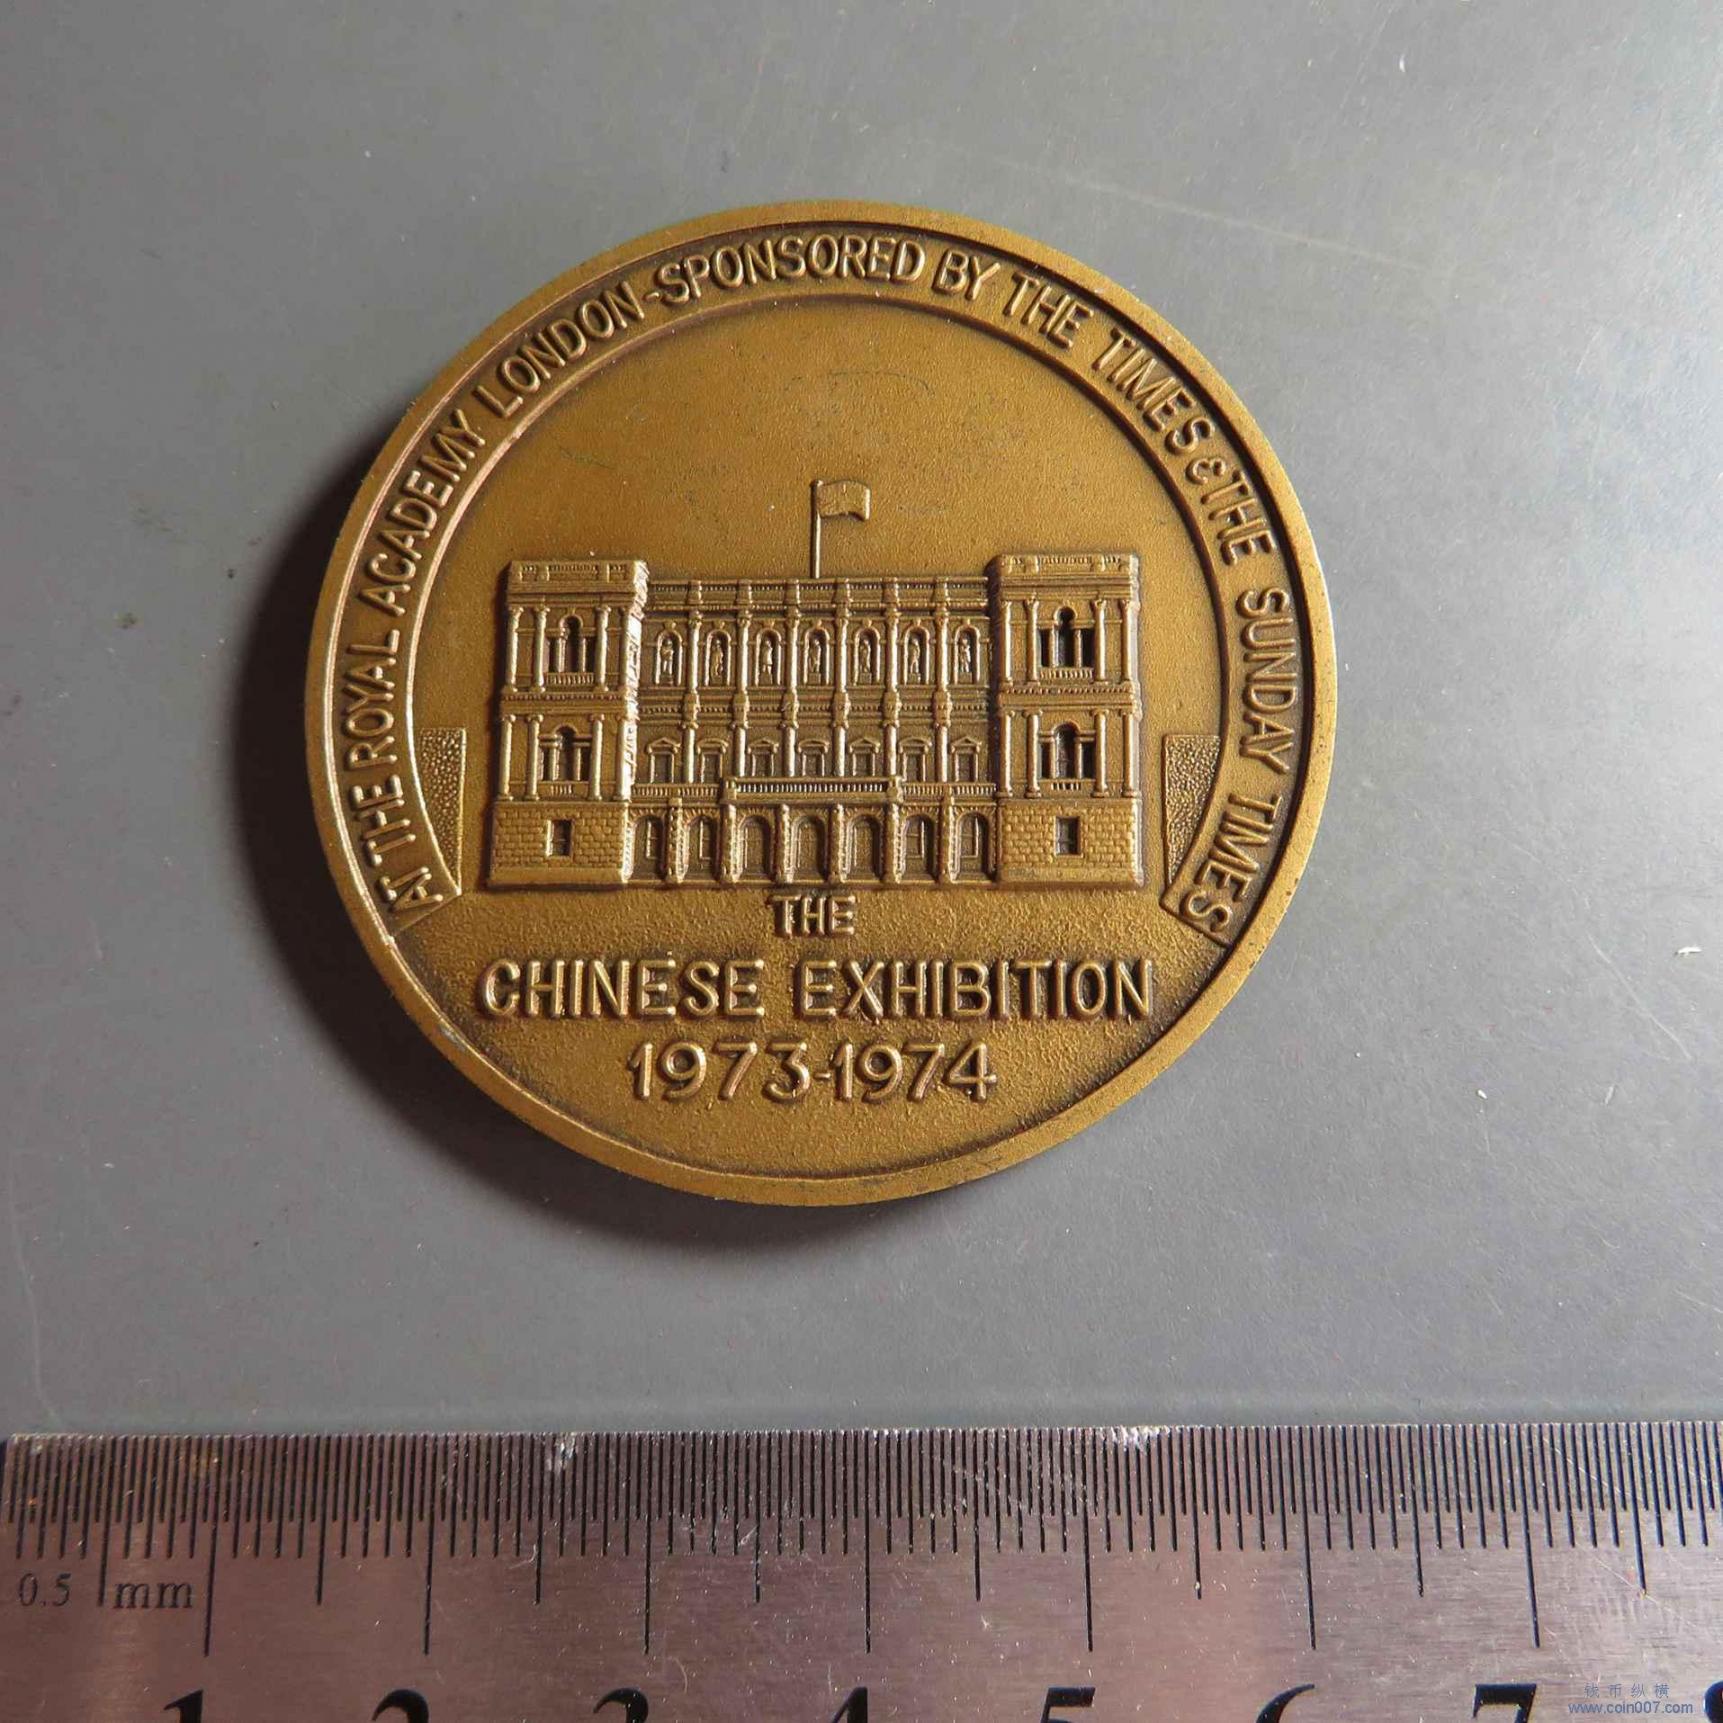 AT THE ROYAL ACADEMY LONDON-SPONSORED BY THE TIMES & THE SUNDAY TIMES
THE
CHINESE EXHIBITION
1973-1974
0.5 mm
1 2 3 4 5 6 7 8
钱币纵横
www.coin007.com